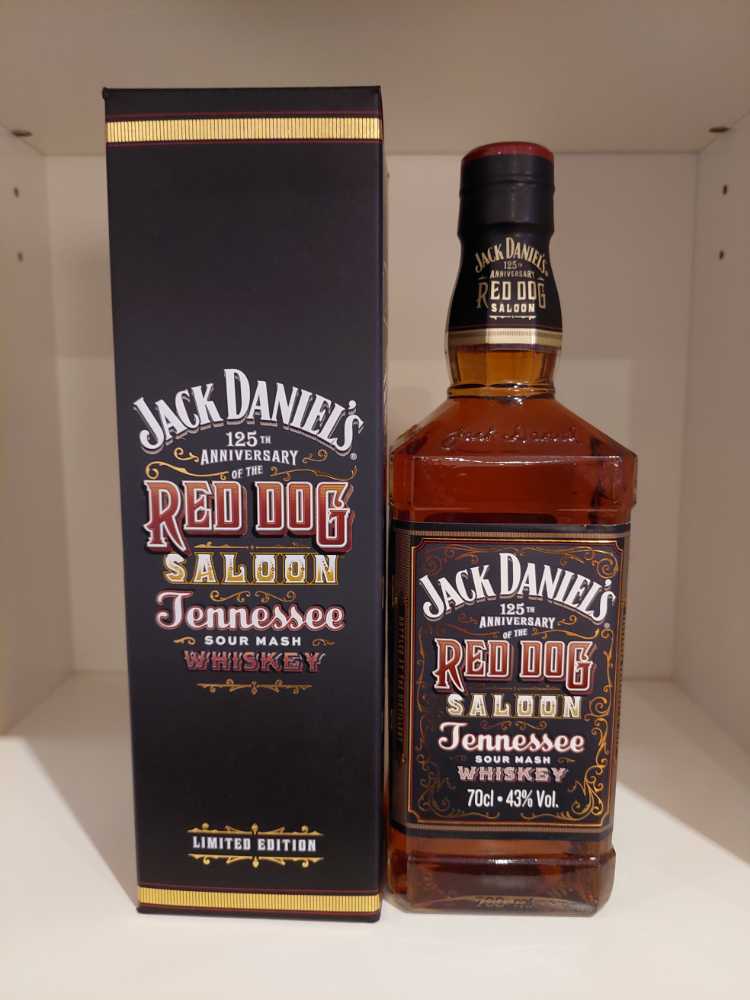 JACK DANIEL'S®
125TH
ANNIVERSARY
OF THE
RED DOG
SALOON
Tennessee
SOUR MASH
WHISKEY
LIMITED EDITION
JACK DANIEL'S
125TH
ANNIVERSARY
RED DOG
SALOON
Jack Daniel
JACK DANIEL'S®
125TH
ANNIVERSARY
OF THE
RED DOG
SALOON
Tennessee
SOUR MASH
WHISKEY
70cl • 43% Vol.